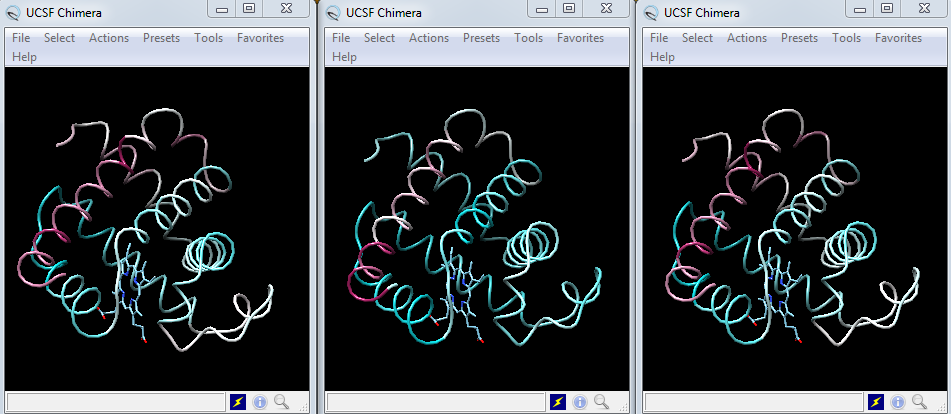 UCSF Chimera
File Select Actions Presets Tools Favorites
Help
UCSF Chimera
File Select Actions Presets Tools Favorites
Help
UCSF Chimera
File Select Actions Presets Tools Favorites
Help